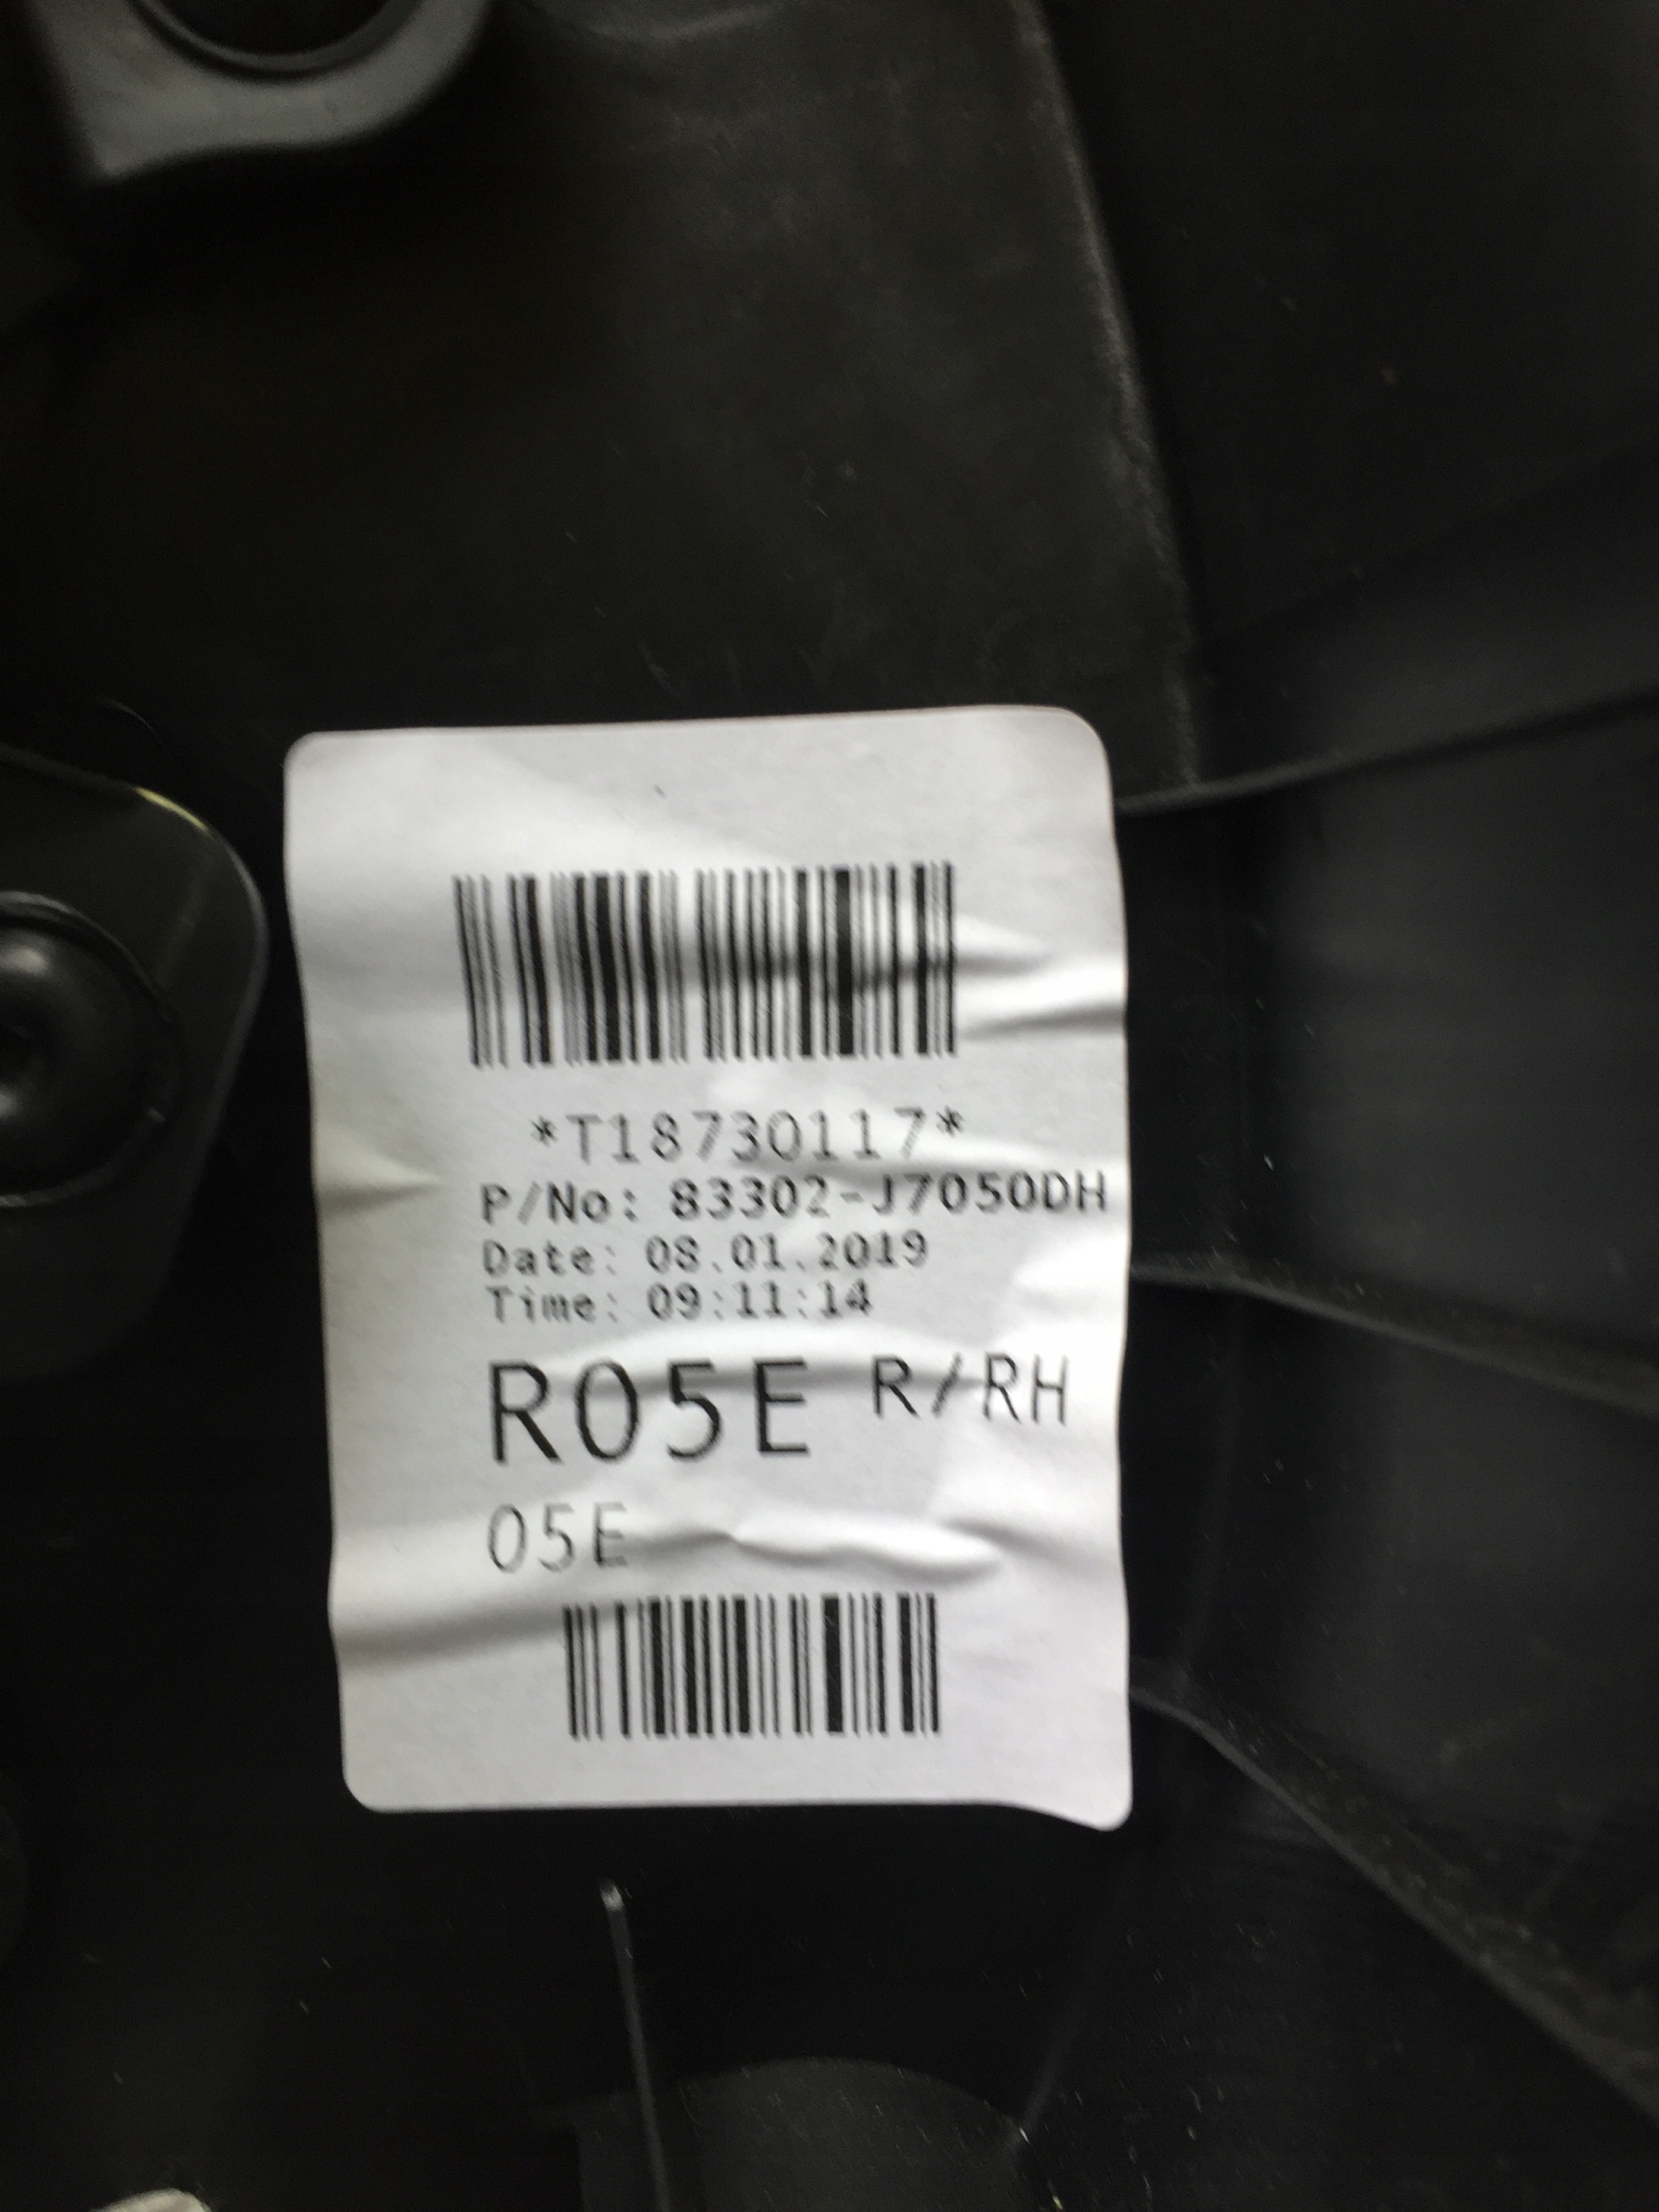 *T18730117*
P/No: 83302-J7050DH
Date: 08.01.2019
Time: 09:11:14
R05E R/RH
05E